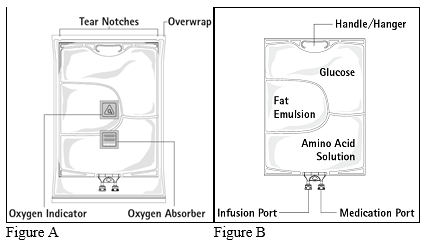 Tear Notches
Overwrap
Oxygen Indicator
Oxygen Absorber
Figure A
Handle/Hanger
Glucose
Fat
Emulsion
Amino Acid
Solution
Infusion Port
Medication Port
Figure B